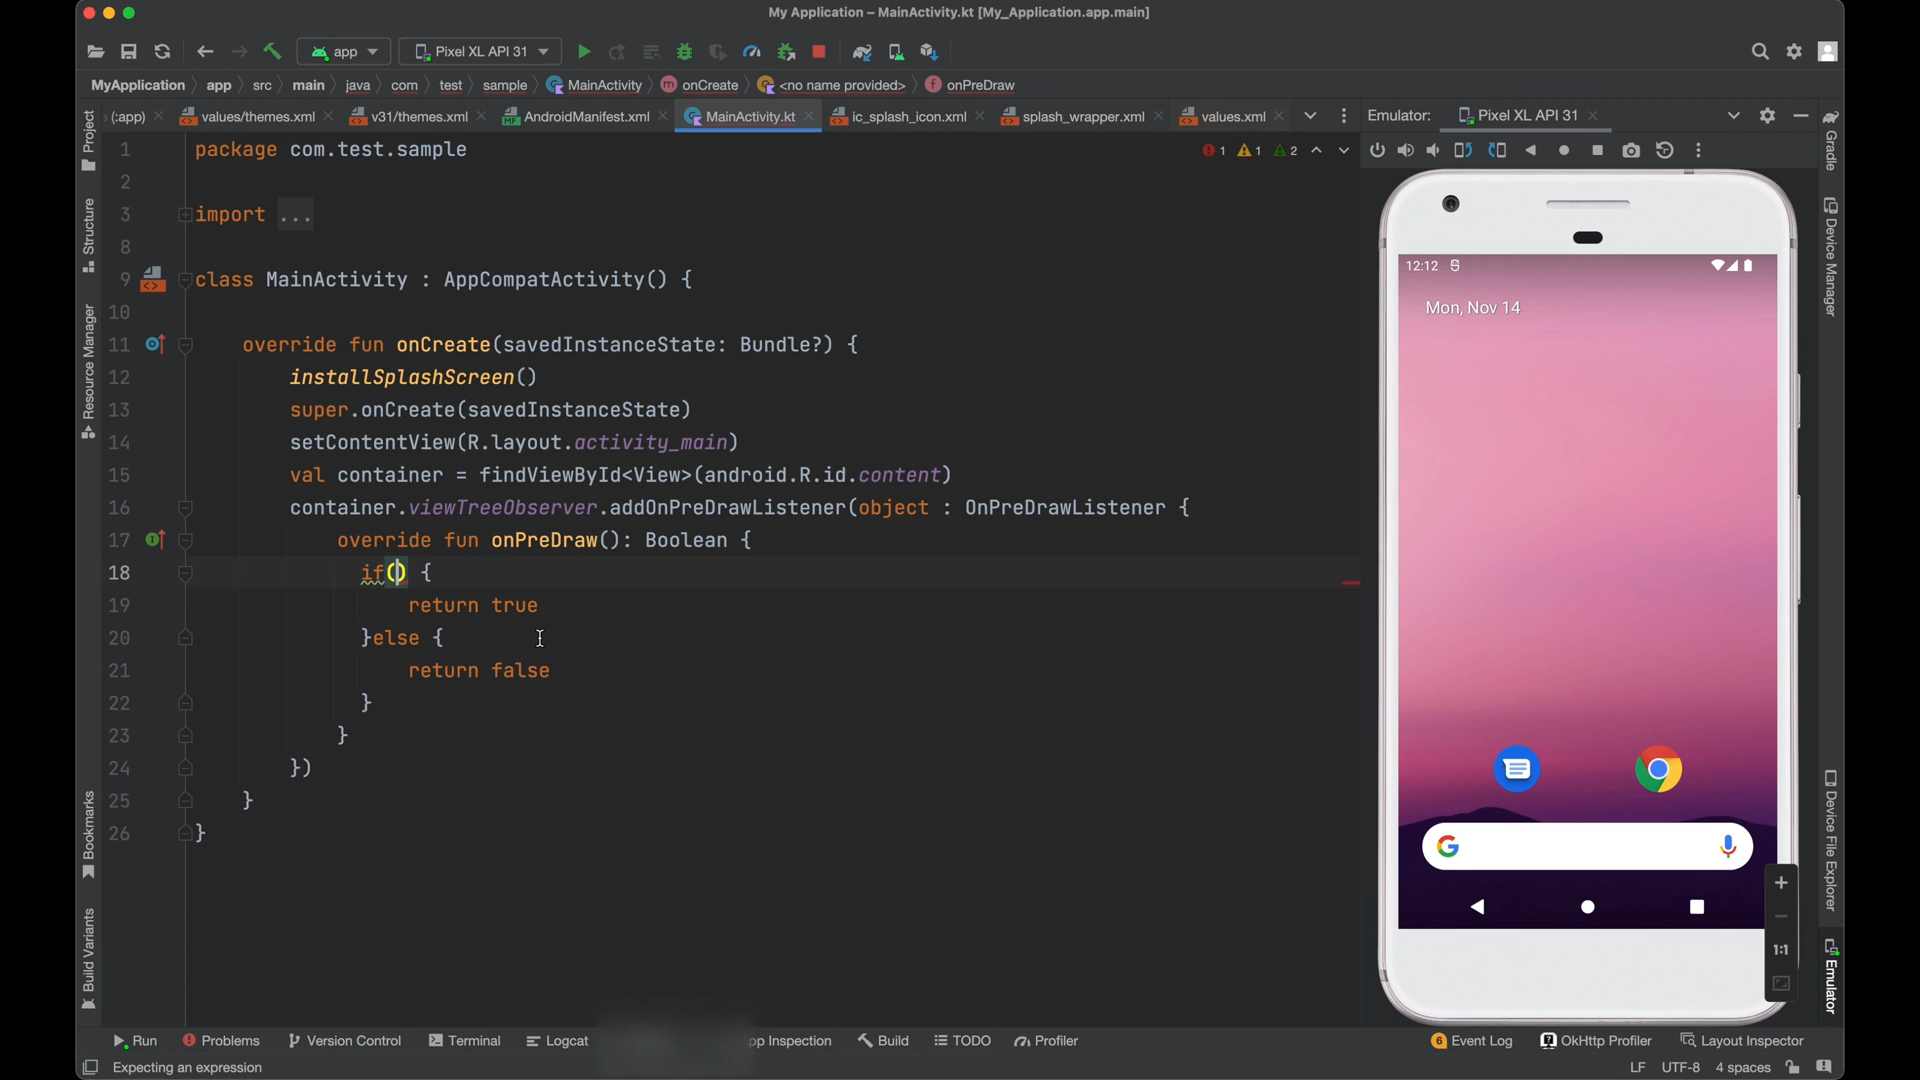 My Application – MainActivity.kt [My_Application.app.main]
app
Pixel XL API 31
MyApplication app src main java com test sample MainActivity onCreate <no name provided> onPreDraw
(:app) values/themes.xml v31/themes.xml AndroidManifest.xml MainActivity.kt ic_splash_icon.xml splash_wrapper.xml values.xml
Emulator: Pixel XL API 31
Project
Structure
Resource Manager
Bookmarks
Build Variants
1 1 2
1 package com.test.sample
2
3 import ...
8
9 class MainActivity : AppCompatActivity() {
10
11 override fun onCreate(savedInstanceState: Bundle?) {
12 installSplashScreen()
13 super.onCreate(savedInstanceState)
14 setContentView(R.layout.activity_main)
15 val container = findViewById<View>(android.R.id.content)
16 container.viewTreeObserver.addOnPreDrawListener(object : OnPreDrawListener {
17 override fun onPreDraw(): Boolean {
18 if() {
19 return true
20 }else {
21 return false
22 }
23 }
24 })
25 }
26 }
12:12
Mon, Nov 14
G
1:1
Gradle
Device Manager
Device File Explorer
Emulator
Run Problems Version Control Terminal Logcat pp Inspection Build TODO Profiler
6 Event Log OkHttp Profiler Layout Inspector
Expecting an expression
LF UTF-8 4 spaces